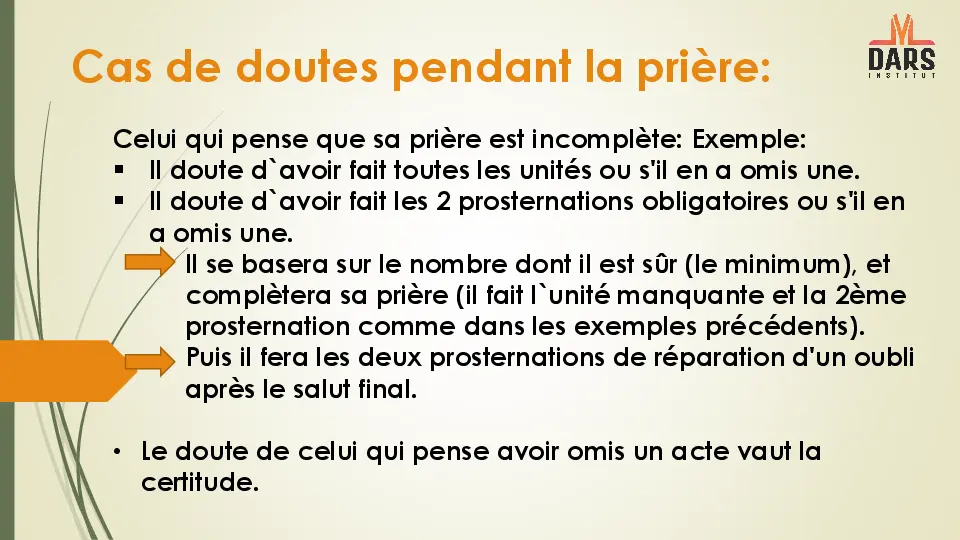 Cas de doutes pendant la prière:
M
DARS
INSTITUT
Celui qui pense que sa prière est incomplète: Exemple:
▪ Il doute d`avoir fait toutes les unités ou s'il en a omis une.
▪ Il doute d`avoir fait les 2 prosternations obligatoires ou s'il en
a omis une.
Il se basera sur le nombre dont il est sûr (le minimum), et
complètera sa prière (il fait l`unité manquante et la 2ème
prosternation comme dans les exemples précédents).
Puis il fera les deux prosternations de réparation d'un oubli
après le salut final.
• Le doute de celui qui pense avoir omis un acte vaut la
certitude.